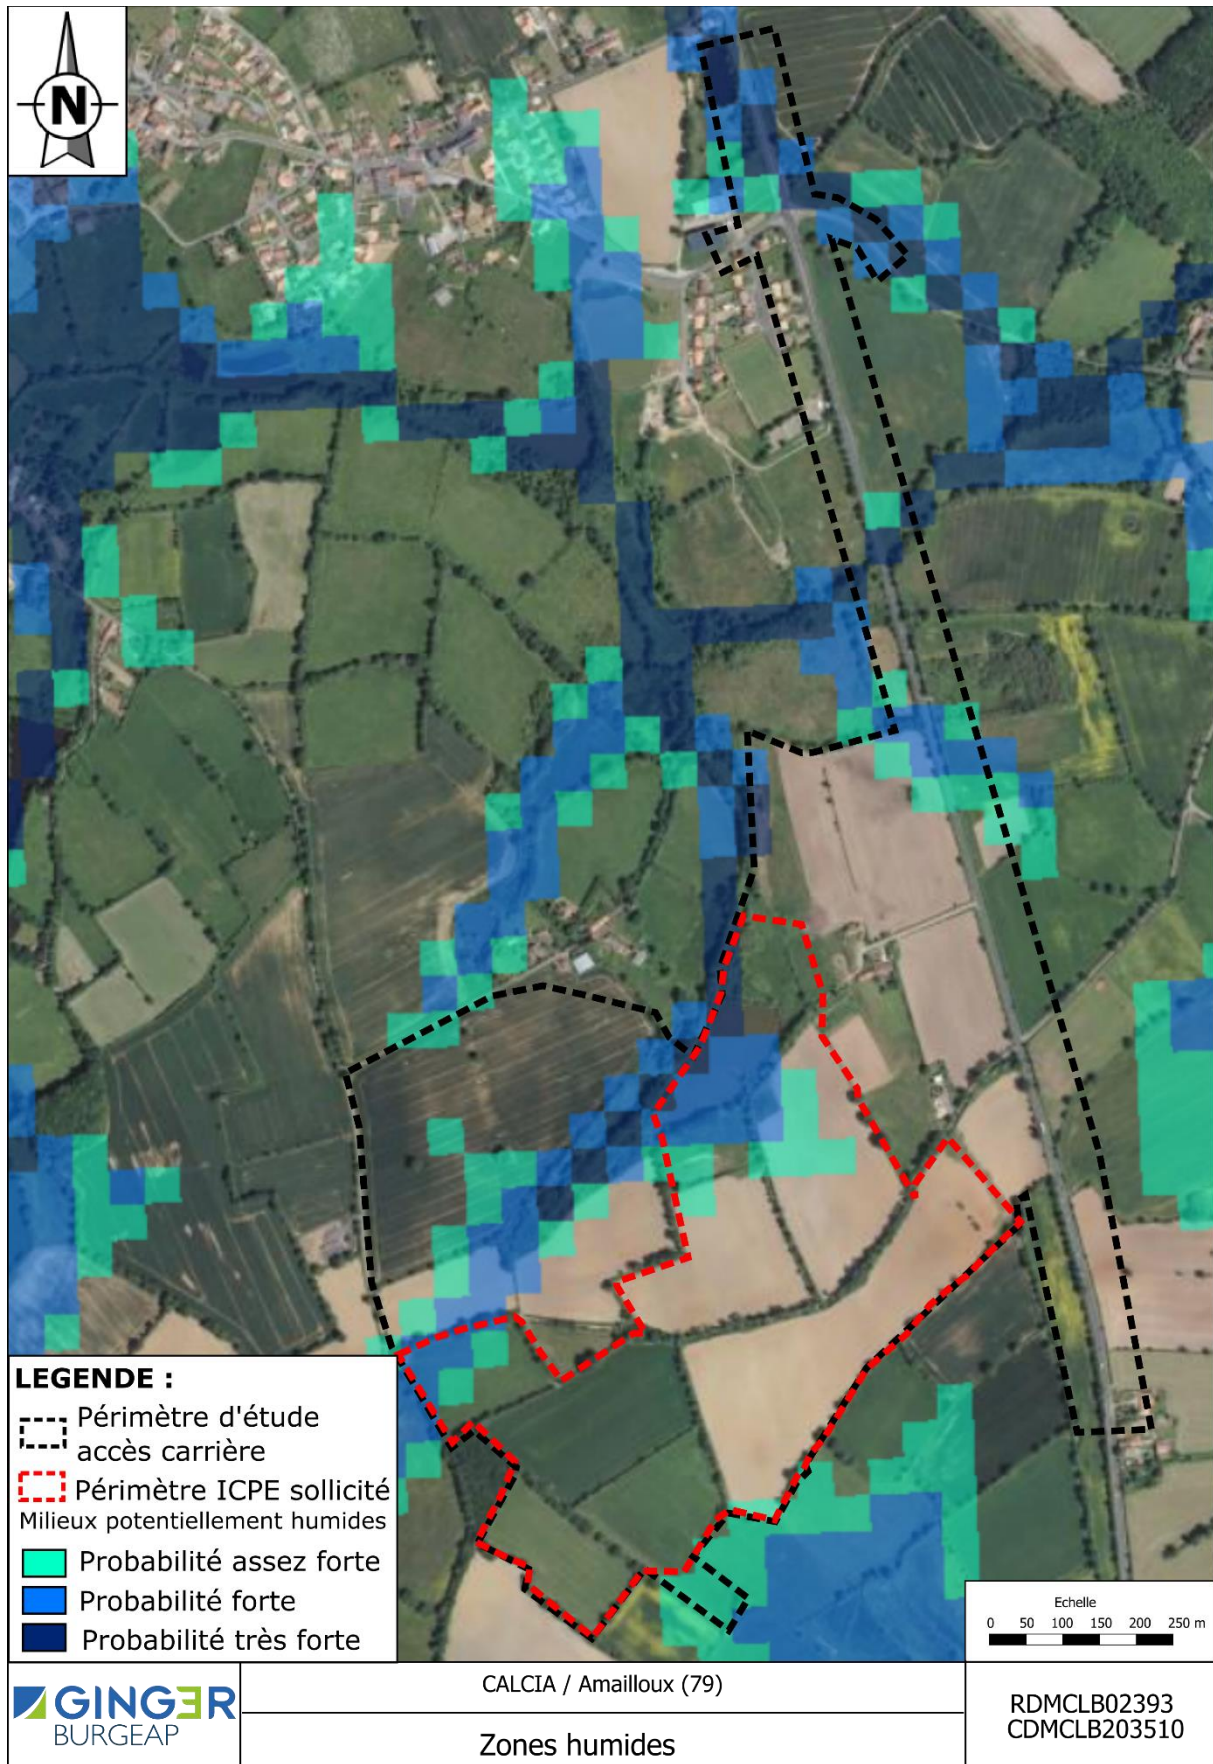 N
LEGENDE :
Périmètre d'étude
accès carrière
Périmètre ICPE sollicité
Milieux potentiellement humides
Probabilité assez forte
Probabilité forte
Probabilité très forte
Echelle
0 50 100 150 200 250 m
GINGER
BURGEAP
CALCIA / Amailloux (79)
Zones humides
RDMCLB02393
CDMCLB203510